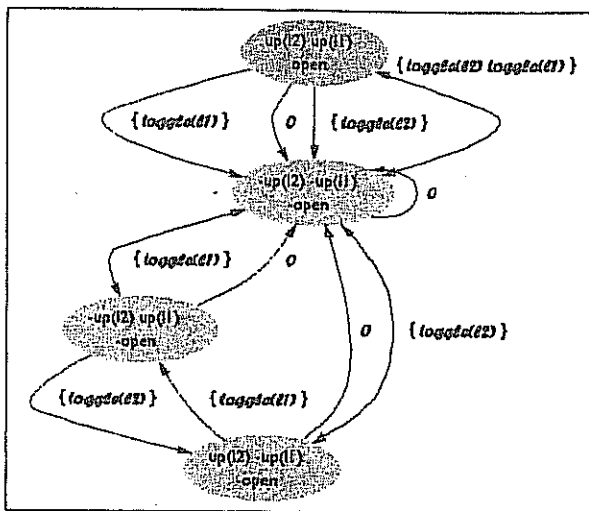 up(l2) up(l1)
open
{toggle(l2) toggle(l1)}
{toggle(l1)}
0
{toggle(l2)}
-up(l2) -up(l1)
-open
0
{toggle(l1)}
0
-up(l2) up(l1)
-open
0
{toggle(l2)}
{toggle(l2)}
{toggle(l1)}
up(l2) -up(l1)
-open